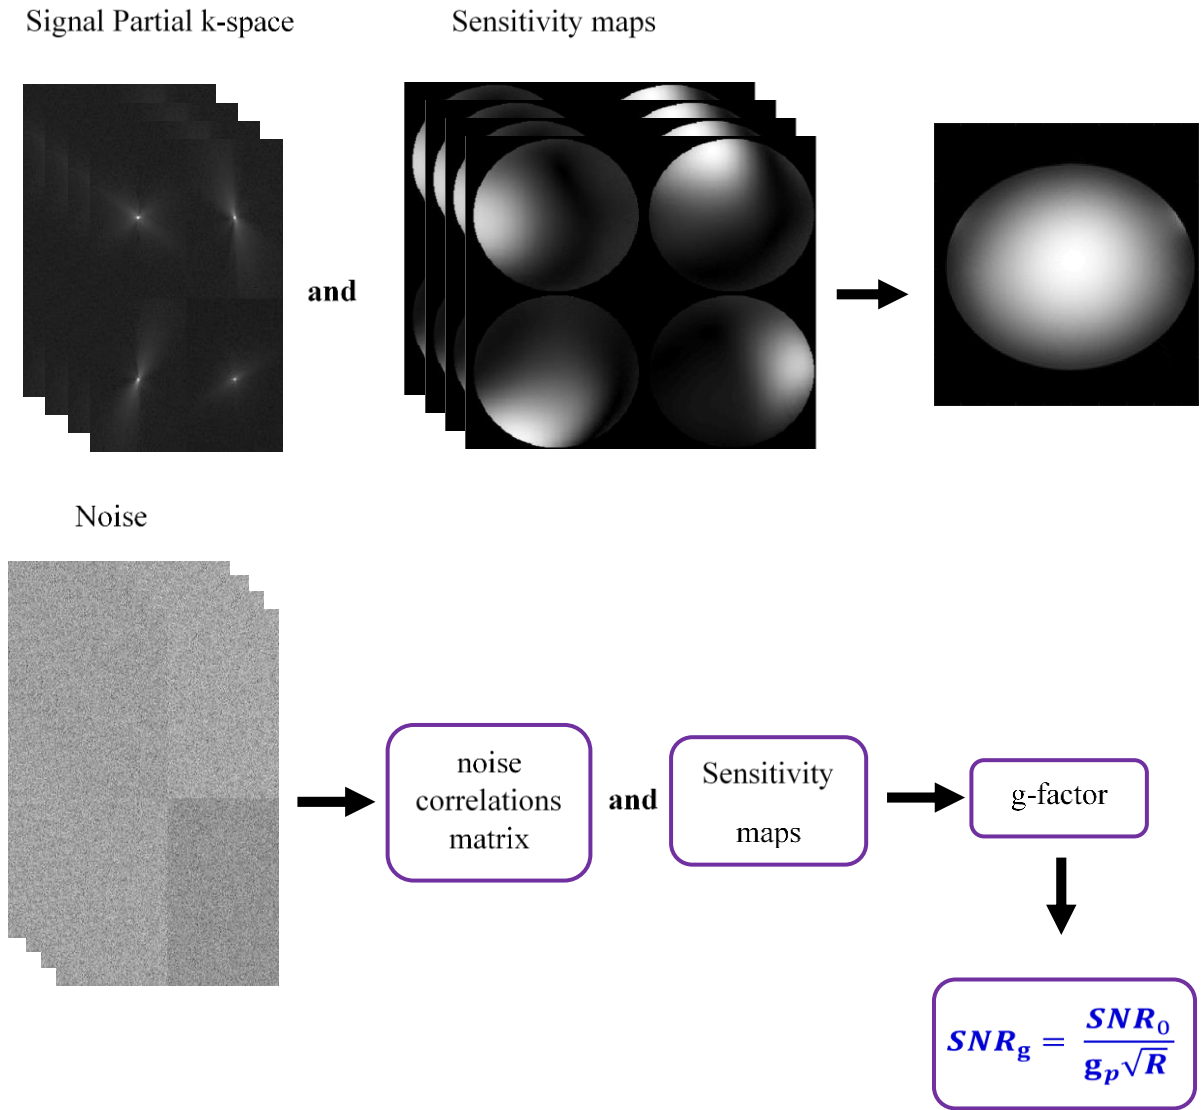 Signal Partial k-space
Sensitivity maps
and
Noise
noise
correlations
matrix
and
Sensitivity
maps
g-factor
SNR_g = SNR_0 / g_p√R